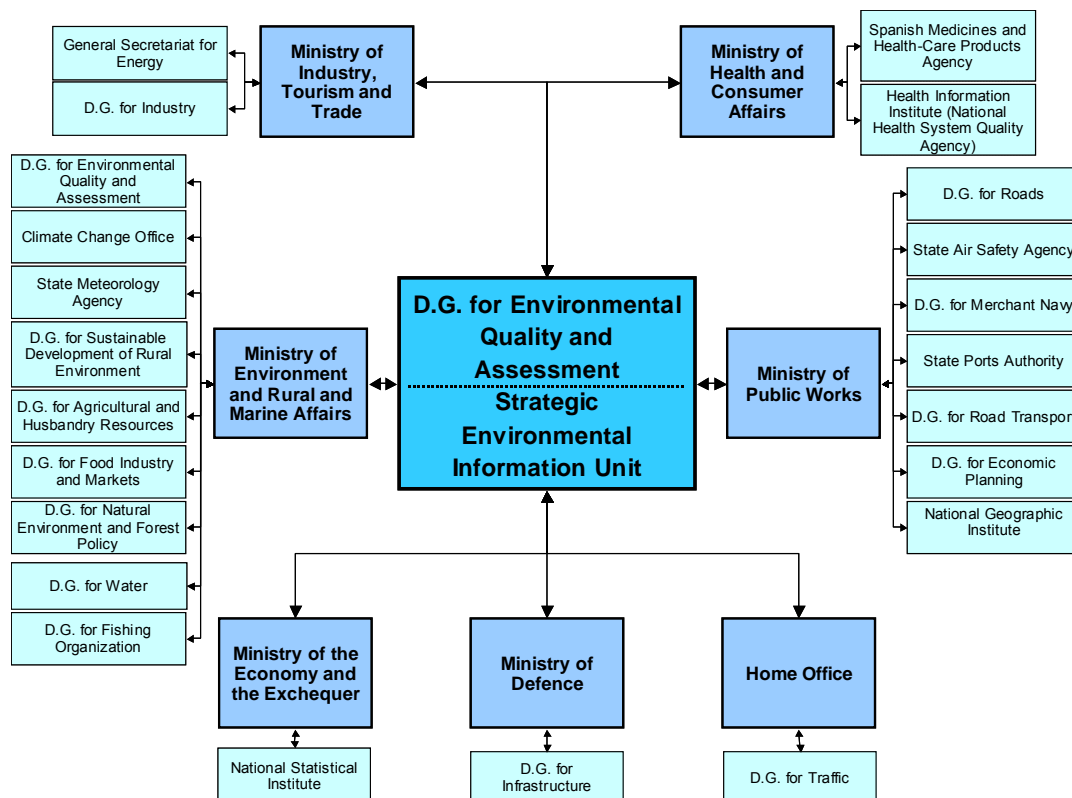 General Secretariat for
Energy
D.G. for Industry
Ministry of
Industry,
Tourism and
Trade
Ministry of
Health and
Consumer
Affairs
Spanish Medicines and
Health-Care Products
Agency
Health Information
Institute (National
Health System Quality
Agency)
D.G. for Environmental
Quality and
Assessment
Climate Change Office
State Meteorology
Agency
D.G. for Sustainable
Development of Rural
Environment
D.G. for Agricultural and
Husbandry Resources
D.G. for Food Industry
and Markets
D.G. for Natural
Environment and Forest
Policy
D.G. for Water
D.G. for Fishing
Organization
Ministry of
Environment
and Rural and
Marine Affairs
D.G. for Environmental
Quality and
Assessment
Strategic
Environmental
Information Unit
Ministry of
Public Works
D.G. for Roads
State Air Safety Agency
D.G. for Merchant Navy
State Ports Authority
D.G. for Road Transport
D.G. for Economic
Planning
National Geographic
Institute
Ministry of the
Economy and
the Exchequer
Ministry of
Defence
Home Office
National Statistical
Institute
D.G. for
Infrastructure
D.G. for Traffic